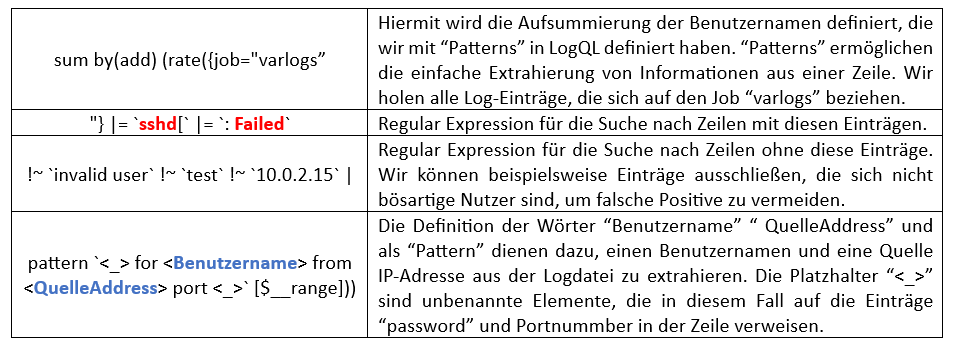 sum by(add) (rate({job="varlogs”
Hiermit wird die Aufsummierung der Benutzernamen definiert, die
wir mit “Patterns” in LogQL definiert haben. “Patterns” ermöglichen
die einfache Extrahierung von Informationen aus einer Zeile. Wir
holen alle Log-Einträge, die sich auf den Job “varlogs” beziehen.
"} |= `sshd[` |= `: Failed`
Regular Expression für die Suche nach Zeilen mit diesen Einträgen.
!~ `invalid user` !~ `test` !~ `10.0.2.15` |
Regular Expression für die Suche nach Zeilen ohne diese Einträge.
Wir können beispielsweise Einträge ausschließen, die sich nicht
bösartige Nutzer sind, um falsche Positive zu vermeiden.
pattern `<_> for <Benutzername> from
<QuelleAddress> port <_>` [$__range]))
Die Definition der Wörter “Benutzername” “ QuelleAddress” und
als “Pattern” dienen dazu, einen Benutzernamen und eine Quelle
IP-Adresse aus der Logdatei zu extrahieren. Die Platzhalter “<_>”
sind unbenannte Elemente, die in diesem Fall auf die Einträge
“password” und Portnummber in der Zeile verweisen.